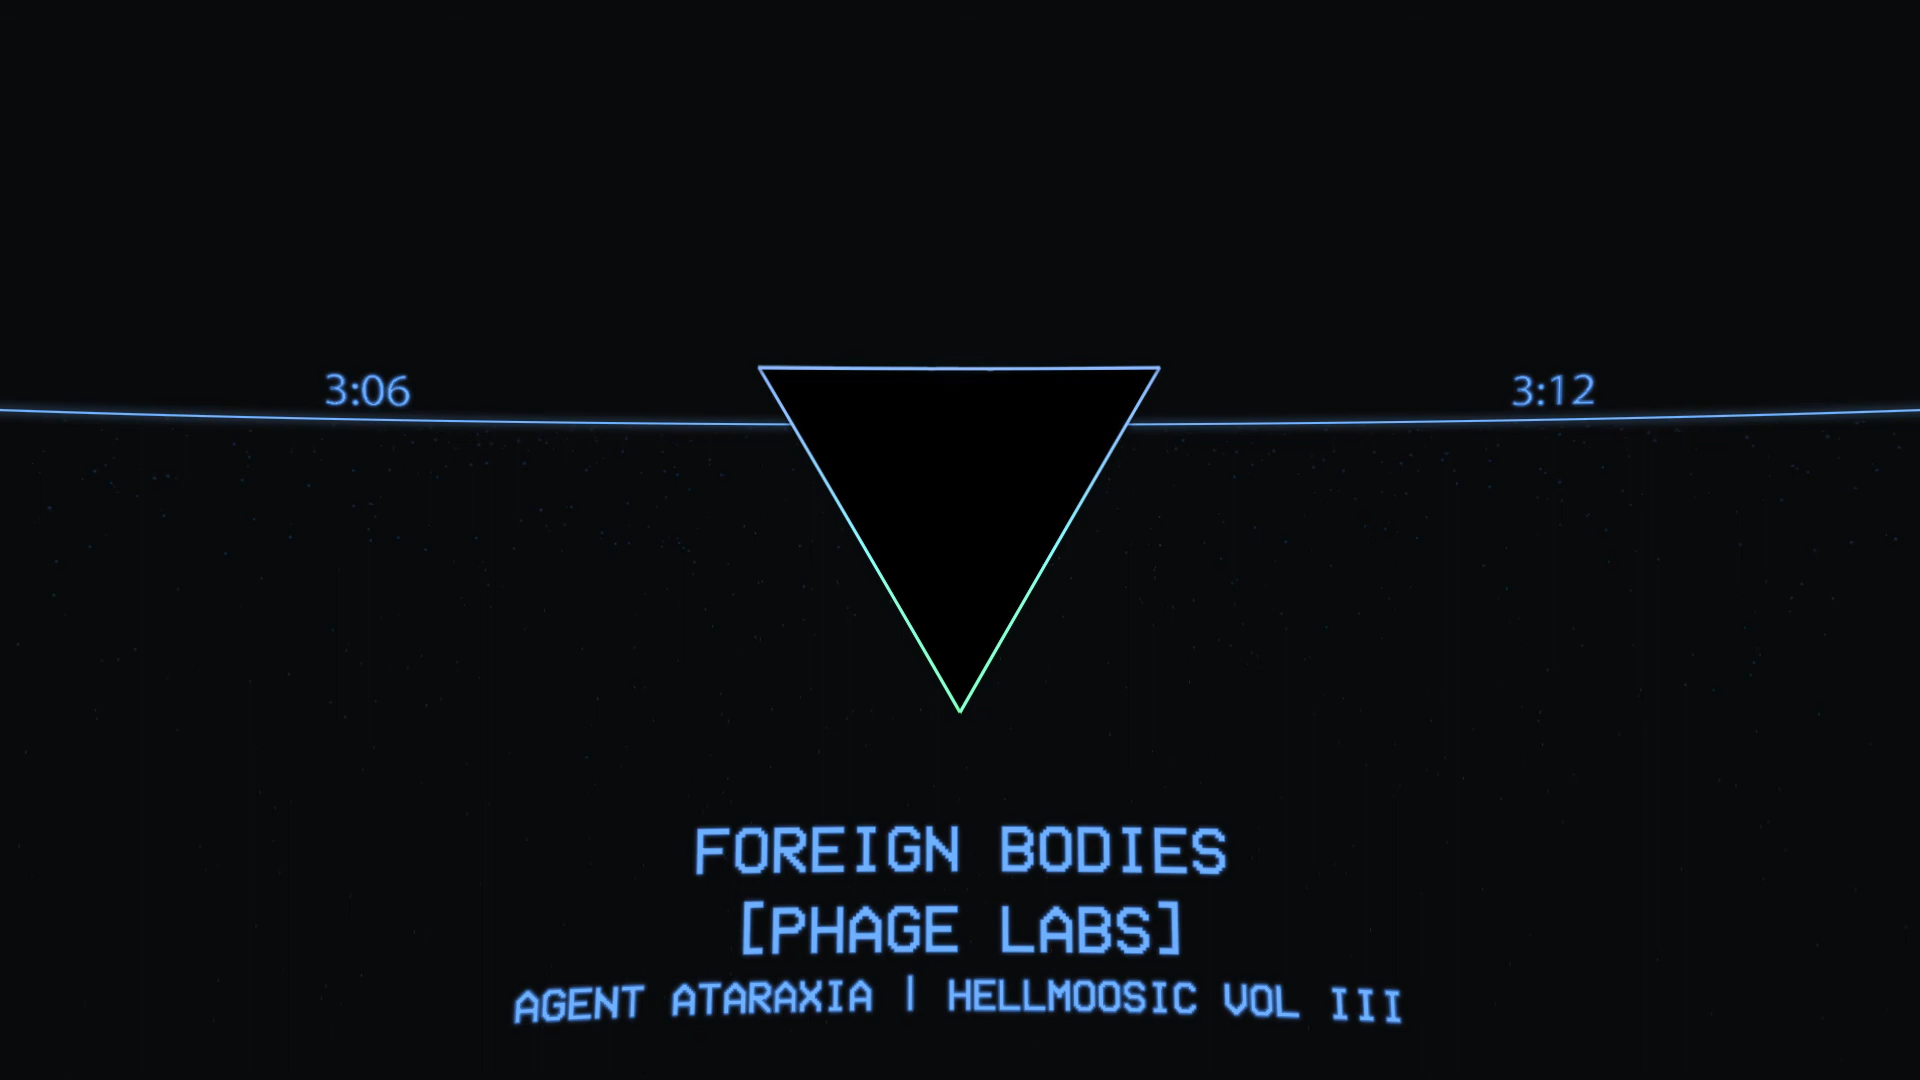 3:06
3:12
FOREIGN BODIES
[PHAGE LABS]
AGENT ATARAXIA | HELLMOOSIC VOL III